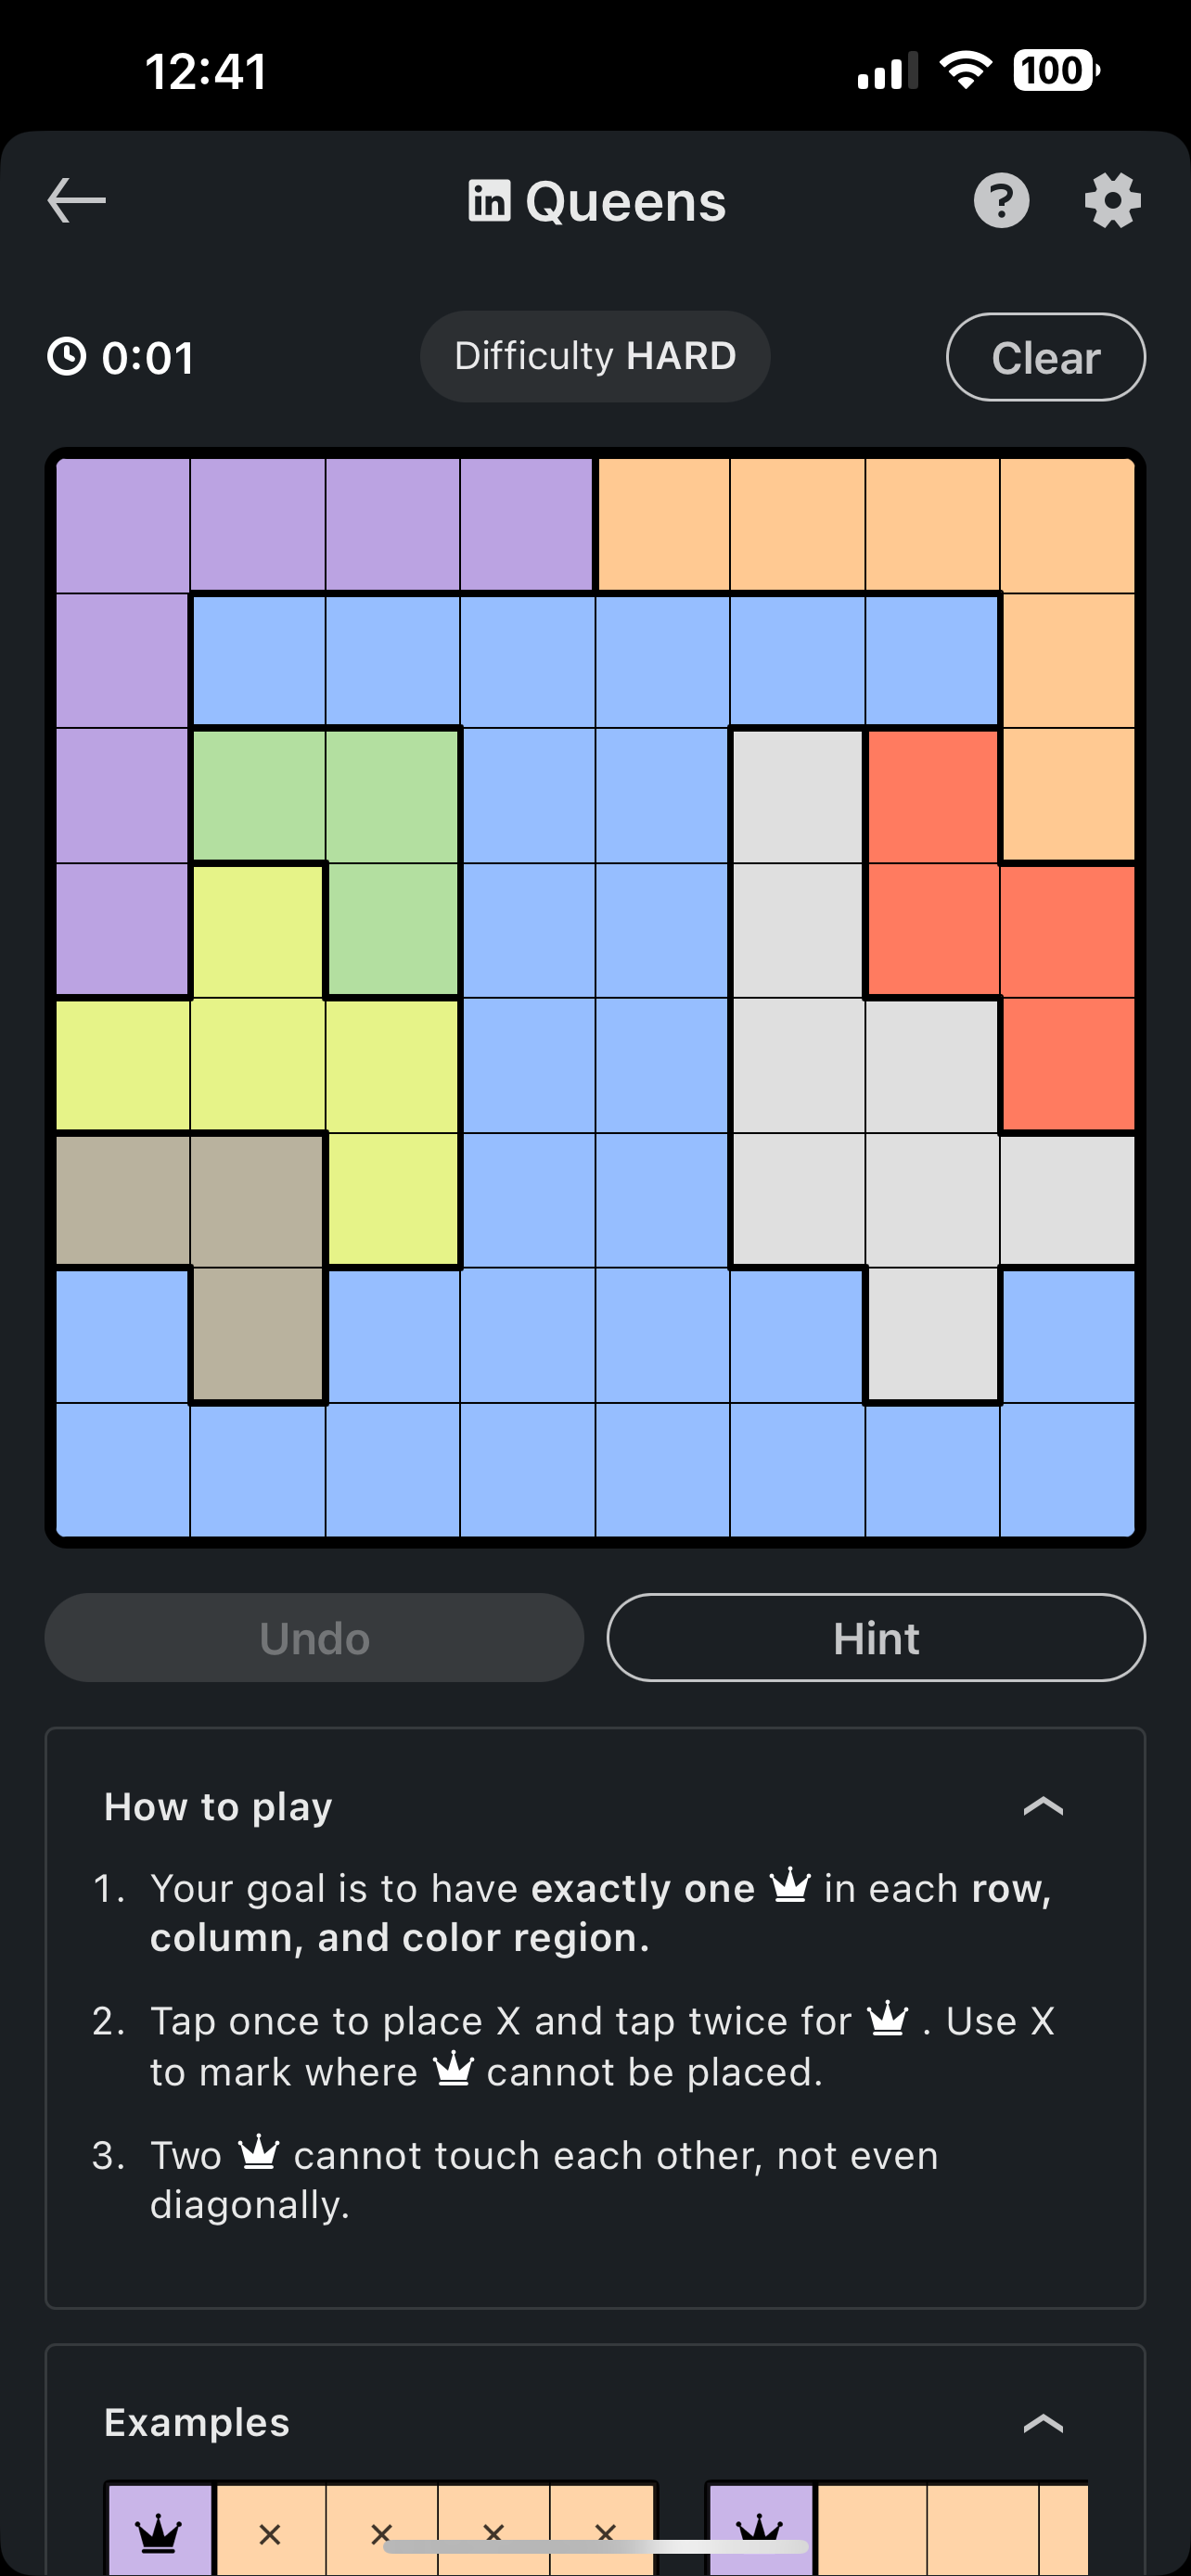 12:41
100
in Queens
?
0:01
Difficulty HARD
Clear
Undo
Hint
How to play
1. Your goal is to have exactly one in each row,
column, and color region.
2. Tap once to place X and tap twice for . Use X
to mark where cannot be placed.
3. Two cannot touch each other, not even
diagonally.
Examples